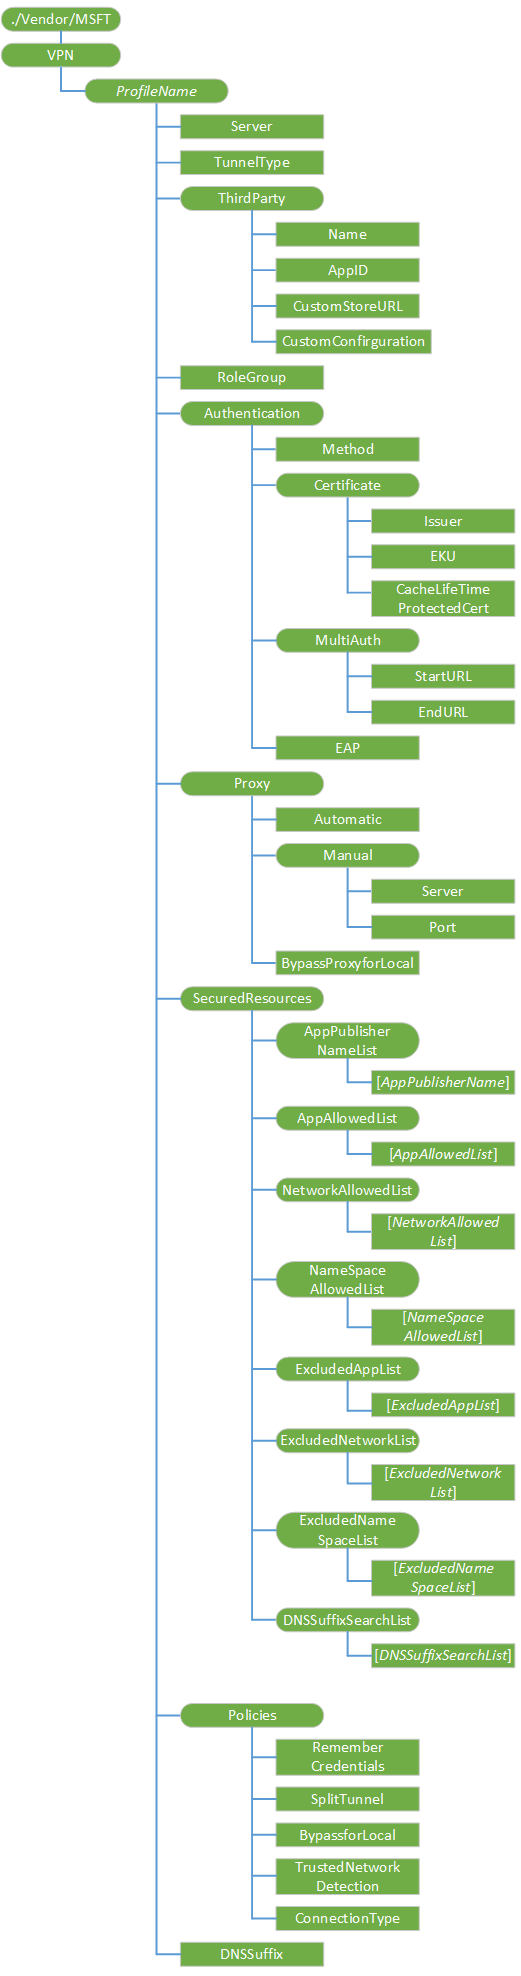 ./Vendor/MSFT
VPN
ProfileName
Server
TunnelType
ThirdParty
Name
AppID
CustomStoreURL
CustomConfirguration
RoleGroup
Authentication
Method
Certificate
Issuer
EKU
CacheLifeTime
ProtectedCert
MultiAuth
StartURL
EndURL
EAP
Proxy
Automatic
Manual
Server
Port
BypassProxyforLocal
SecuredResources
AppPublisher
NameList
[AppPublisherName]
AppAllowedList
[AppAllowedList]
NetworkAllowedList
[NetworkAllowed
List]
NameSpace
AllowedList
[NameSpace
AllowedList]
ExcludedAppList
[ExcludedAppList]
ExcludedNetworkList
[ExcludedNetwork
List]
ExcludedName
SpaceList
[ExcludedName
SpaceList]
DNSSuffixSearchList
[DNSSuffixSearchList]
Policies
Remember
Credentials
SplitTunnel
BypassforLocal
TrustedNetwork
Detection
ConnectionType
DNSSuffix